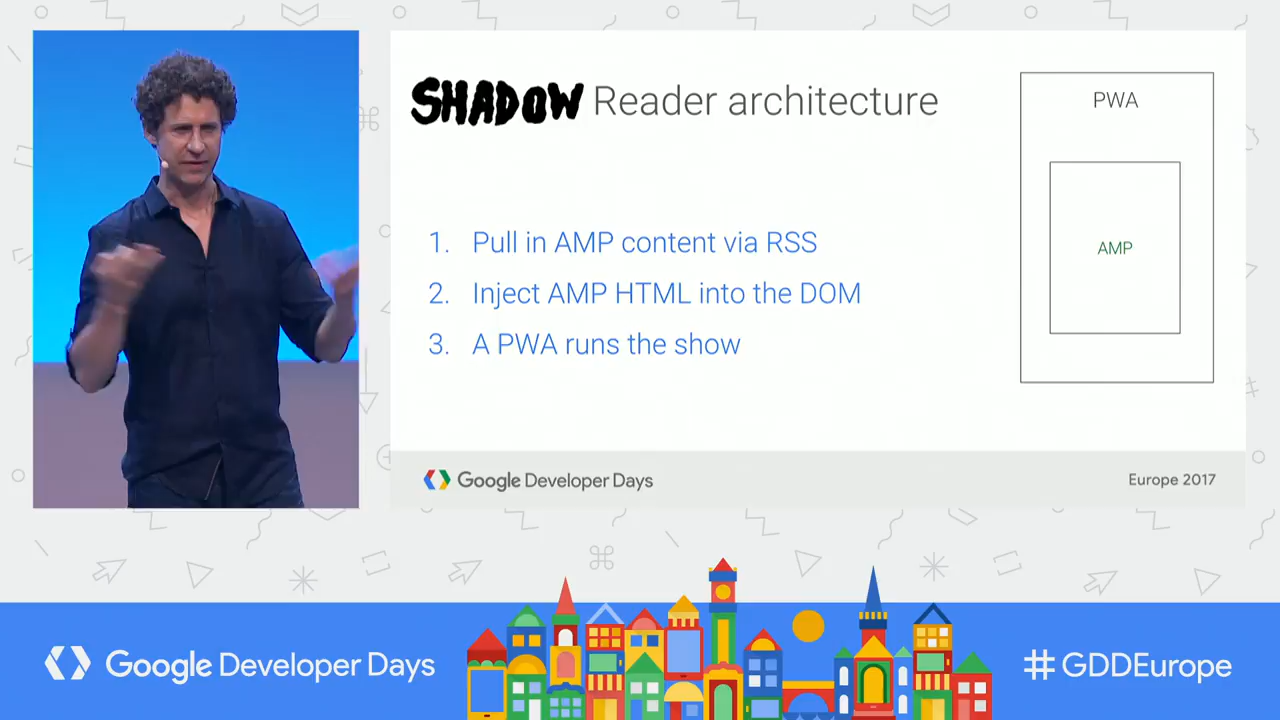 SHADOW Reader architecture
1. Pull in AMP content via RSS
2. Inject AMP HTML into the DOM
3. A PWA runs the show
PWA
AMP
Google Developer Days
Europe 2017
Google Developer Days
#GDDEurope